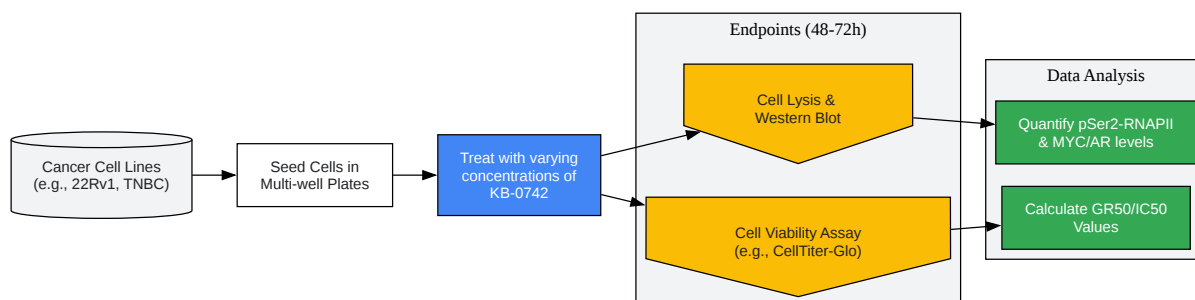 Cancer Cell Lines
(e.g., 22Rv1, TNBC)
Seed Cells in
Multi-well Plates
Treat with varying
concentrations of
KB-0742
Endpoints (48-72h)
Cell Lysis &
Western Blot
Cell Viability Assay
(e.g., CellTiter-Glo)
Data Analysis
Quantify pSer2-RNAPII
& MYC/AR levels
Calculate GR50/IC50
Values